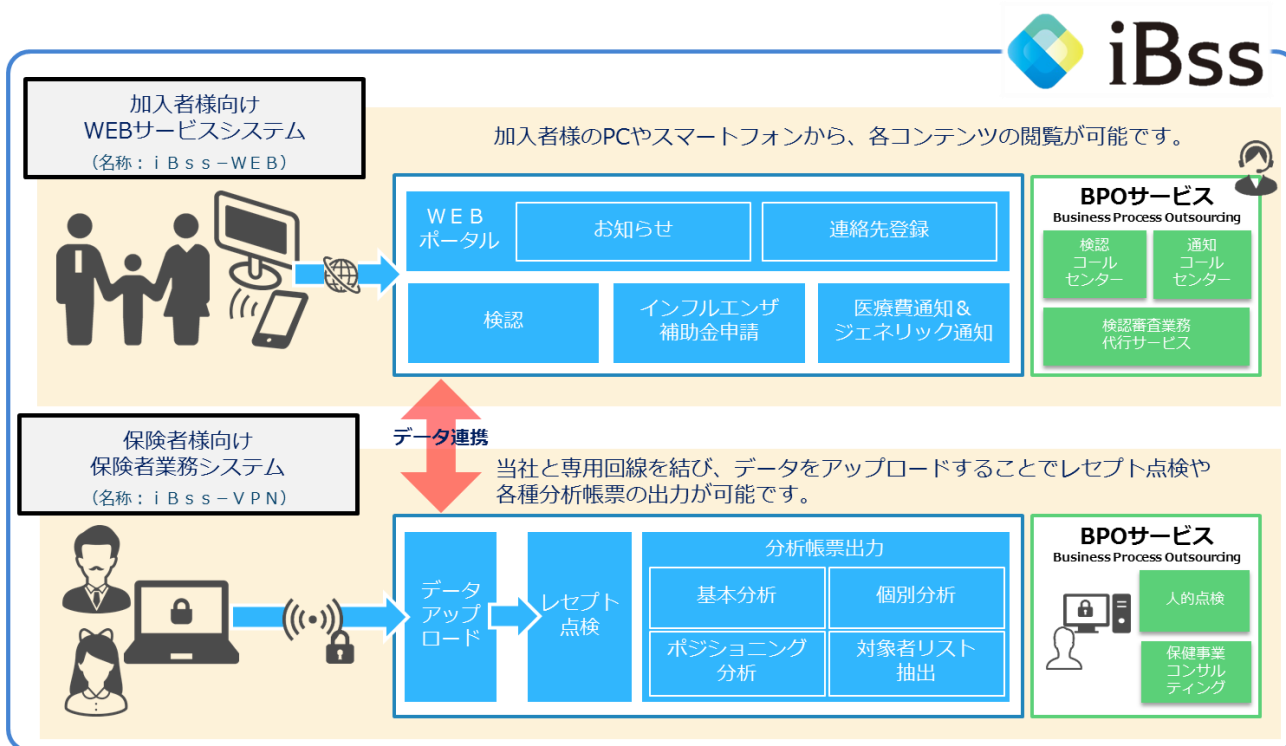 iBss
加入者様向け
WEBサービスシステム
（名称：ｉＢｓｓ－ＷＥＢ）
加入者様のPCやスマートフォンから、各コンテンツの閲覧が可能です。
ＷＥＢ
ポータル
お知らせ
連絡先登録
検認
インフルエンザ
補助金申請
医療費通知＆
ジェネリック通知
BPOサービス
Business Process Outsourcing
検認
コール
センター
通知
コール
センター
検認審査業務
代行サービス
データ連携
保険者様向け
保険者業務システム
（名称：ｉＢｓｓ－ＶＰＮ）
当社と専用回線を結び、データをアップロードすることでレセプト点検や
各種分析帳票の出力が可能です。
データ
アップ
ロード
レセプト
点検
分析帳票出力
基本分析
個別分析
ポジショニング
分析
対象者リスト
抽出
BPOサービス
Business Process Outsourcing
人的点検
保健事業
コンサル
ティング